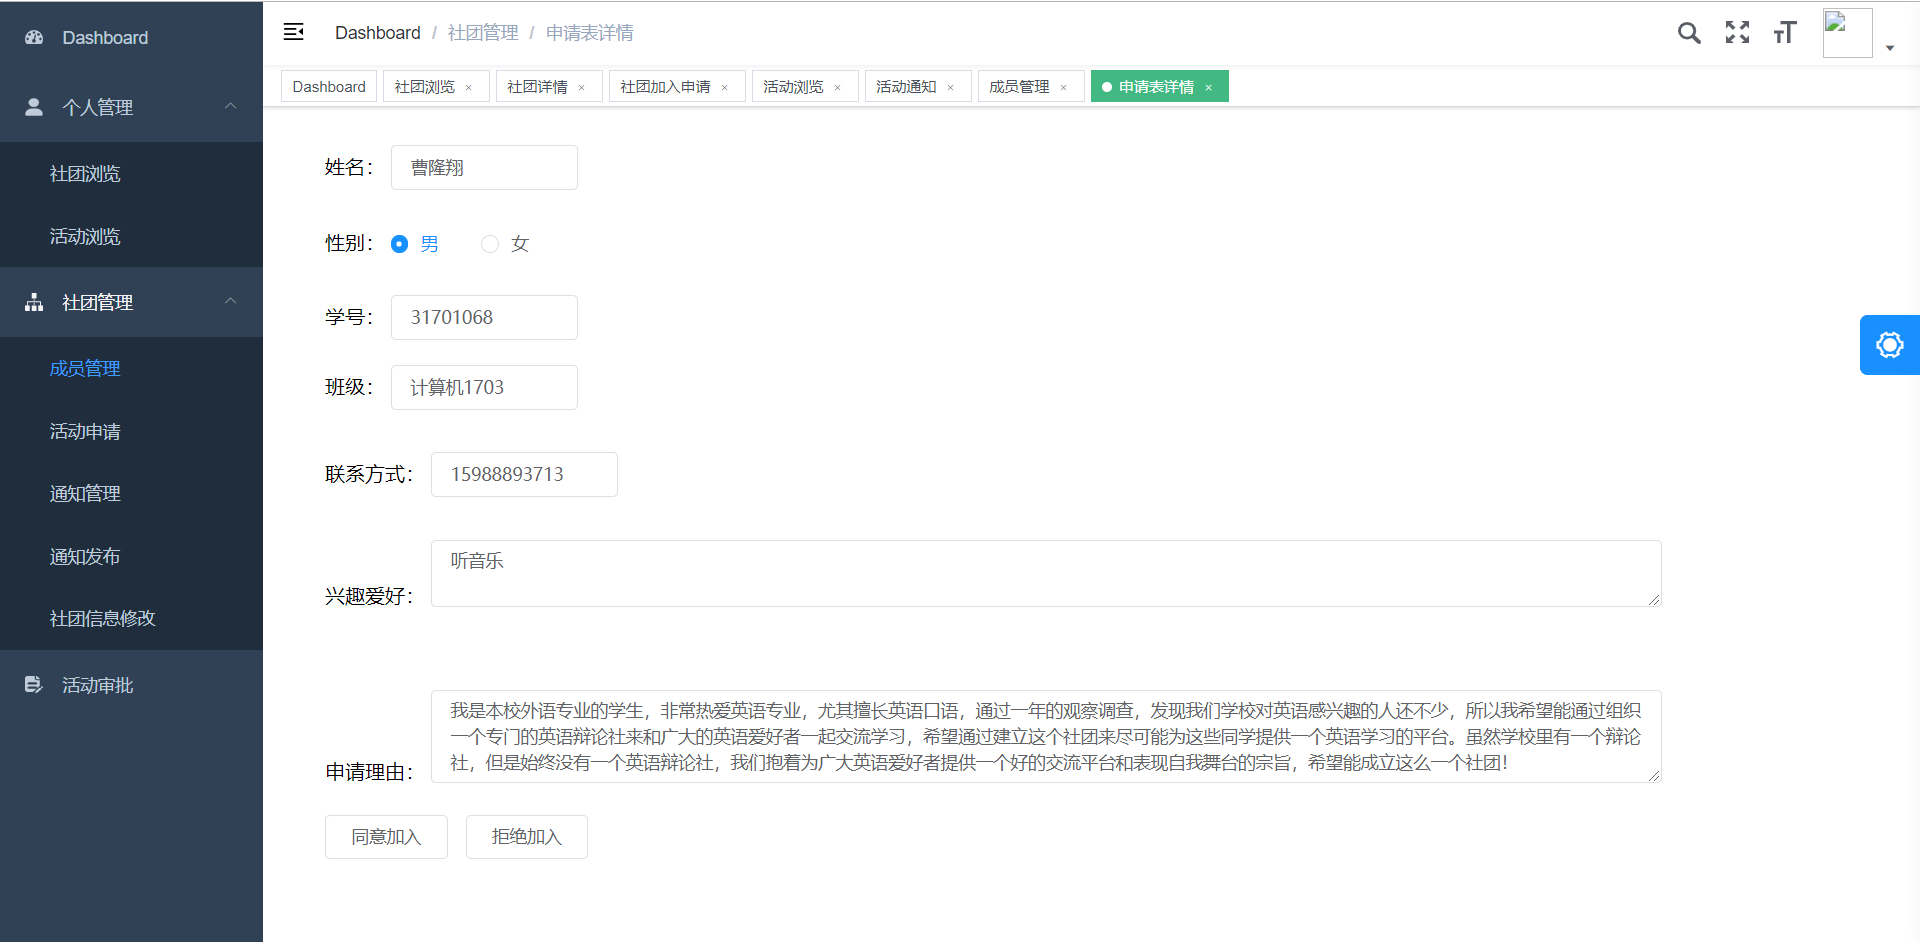 Dashboard
个人管理
社团浏览
活动浏览
社团管理
成员管理
活动申请
通知管理
通知发布
社团信息修改
活动审批
Dashboard / 社团管理 / 申请表详情
Dashboard 社团浏览 × 社团详情 × 社团加入申请 × 活动浏览 × 活动通知 × 成员管理 × 申请表详情 ×
姓名： 曹隆翔
性别： 男 女
学号： 31701068
班级： 计算机1703
联系方式： 15988893713
兴趣爱好： 听音乐
申请理由：
我是本校外语专业的学生，非常热爱英语专业，尤其擅长英语口语，通过一年的观察调查，发现我们学校对英语感兴趣的人还不少，所以我希望能通过组织
一个专门的英语辩论社来和广大的英语爱好者一起交流学习，希望通过建立这个社团来尽可能为这些同学提供一个英语学习的平台。虽然学校里有一个辩论
社，但是始终没有一个英语辩论社，我们抱着为广大英语爱好者提供一个好的交流平台和表现自我舞台的宗旨，希望能成立这么一个社团！
同意加入 拒绝加入